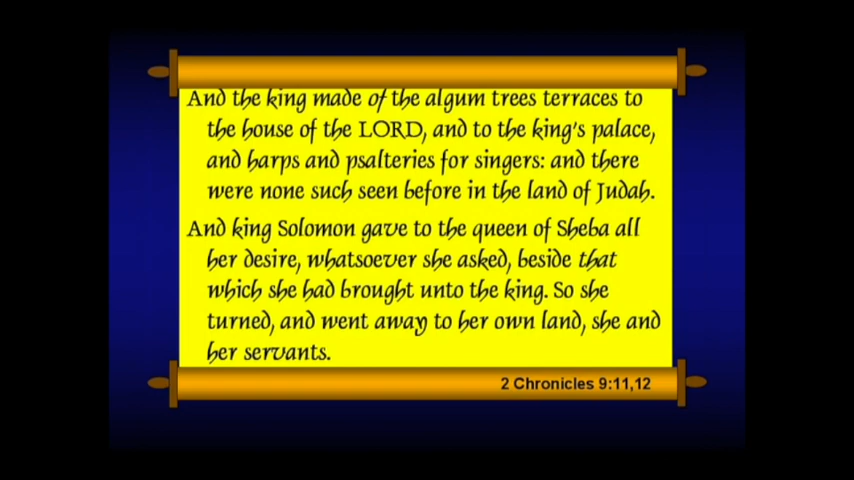 And the king made of the algum trees terraces to
the house of the LORD, and to the king's palace,
and harps and psalteries for singers: and there
were none such seen before in the land of Judah.
And king Solomon gave to the queen of Sheba all
her desire, whatsoever she asked, beside that
which she had brought unto the king. So she
turned, and went away to her own land, she and
her servants.
2 Chronicles 9:11,12